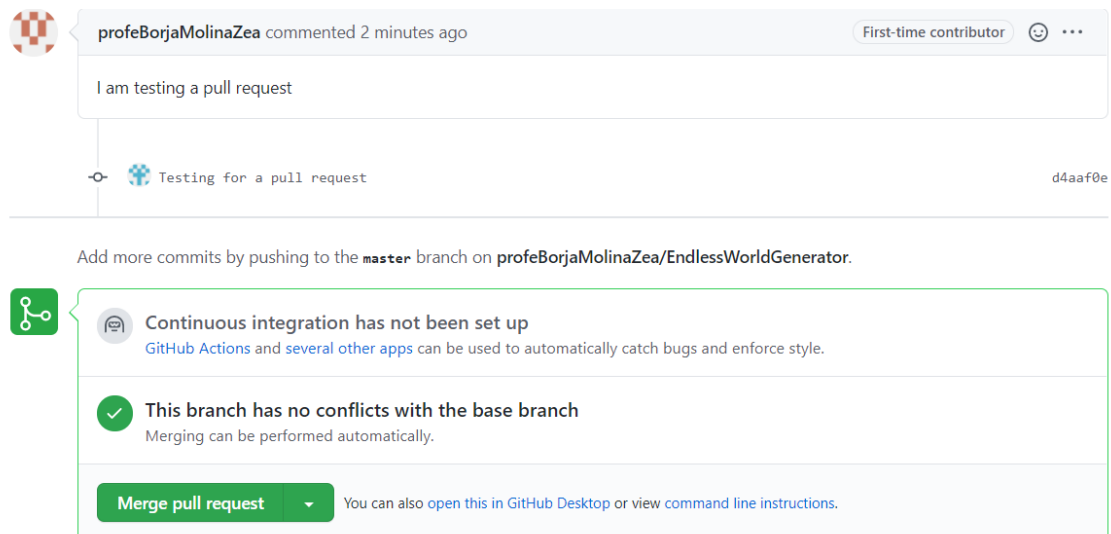 profeBorjaMolinaZea commented 2 minutes ago First-time contributor
I am testing a pull request
Testing for a pull request d4aaf0e
Add more commits by pushing to the master branch on profeBorjaMolinaZea/EndlessWorldGenerator.
Continuous integration has not been set up
GitHub Actions and several other apps can be used to automatically catch bugs and enforce style.
This branch has no conflicts with the base branch
Merging can be performed automatically.
Merge pull request You can also open this in GitHub Desktop or view command line instructions.